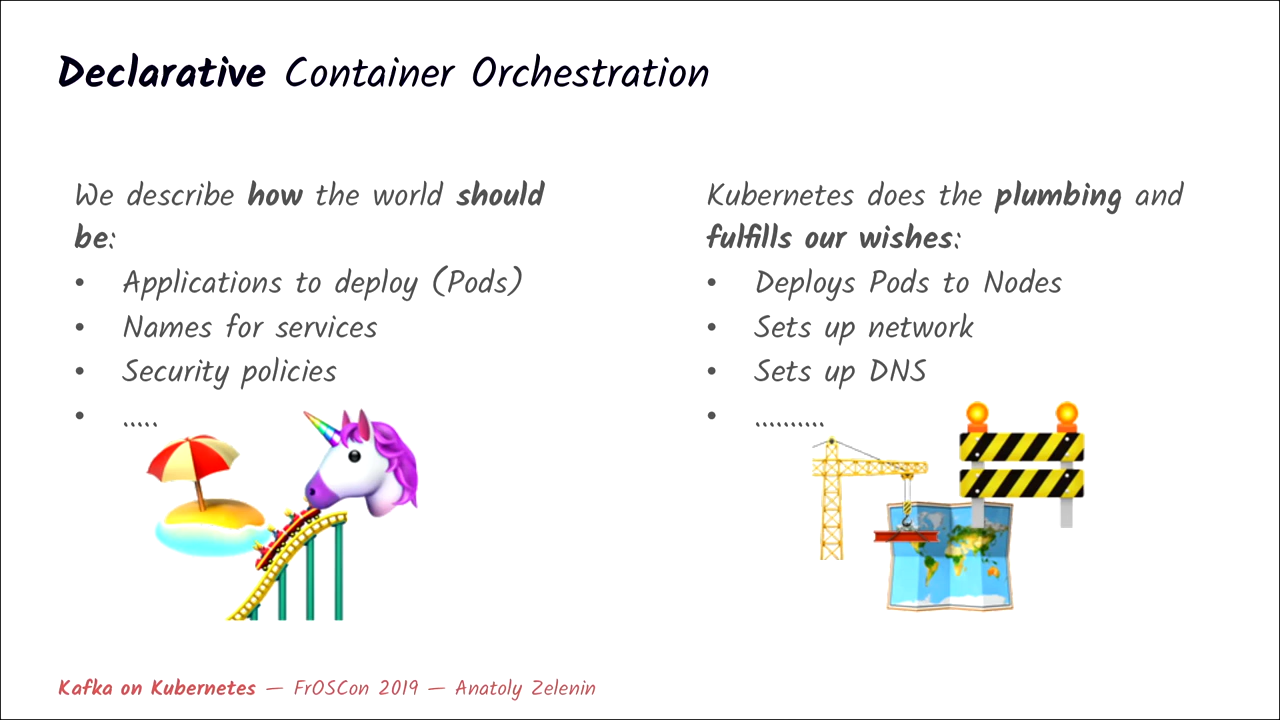 Declarative Container Orchestration
We describe how the world should
be:
• Applications to deploy (Pods)
• Names for services
• Security policies
• .....
Kubernetes does the plumbing and
fulfills our wishes:
• Deploys Pods to Nodes
• Sets up network
• Sets up DNS
• ..........
Kafka on Kubernetes — FrOSCon 2019 — Anatoly Zelenin